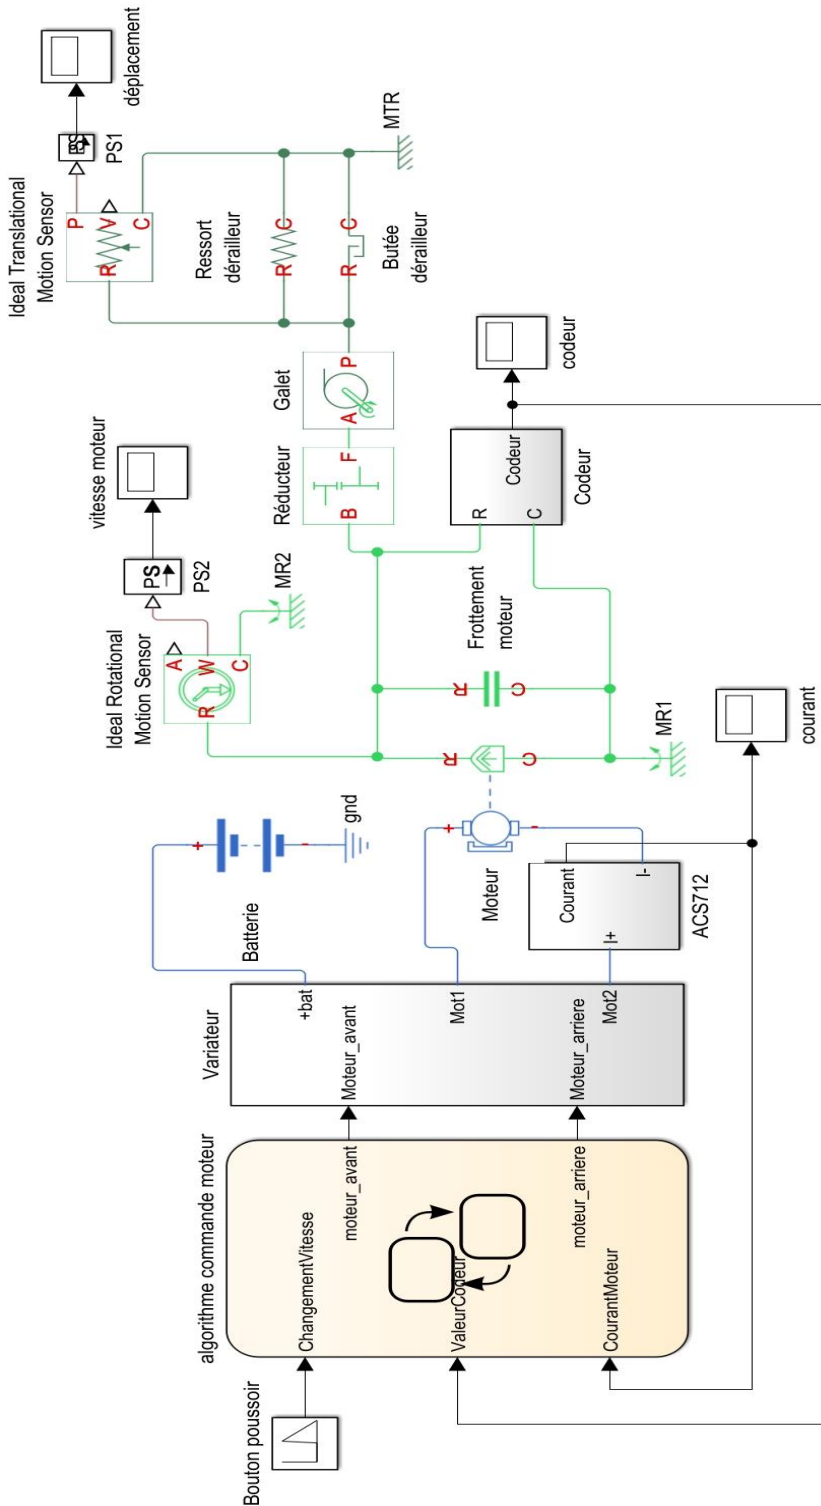 Bouton poussoir
algorithme commande moteur
ChangementVitesse
ValeurCodeur
CourantMoteur
moteur_avant
moteur_arriere
Variateur
Moteur_avant
Moteur_arriere
+bat
Mot1
Mot2
Batterie
+
-
gnd
Moteur
+
-
ACS712
Courant
I+
I-
courant
R
C
MR1
Frottement
moteur
R
C
Ideal Rotational
Motion Sensor
R
A
W
C
MR2
PS
PS2
vitesse moteur
Réducteur
B
F
Galet
A
P
Codeur
R
C
Codeur
codeur
Ideal Translational
Motion Sensor
R
P
V
C
PS1
déplacement
Ressort
dérailleur
R
C
Butée
dérailleur
R
C
MTR